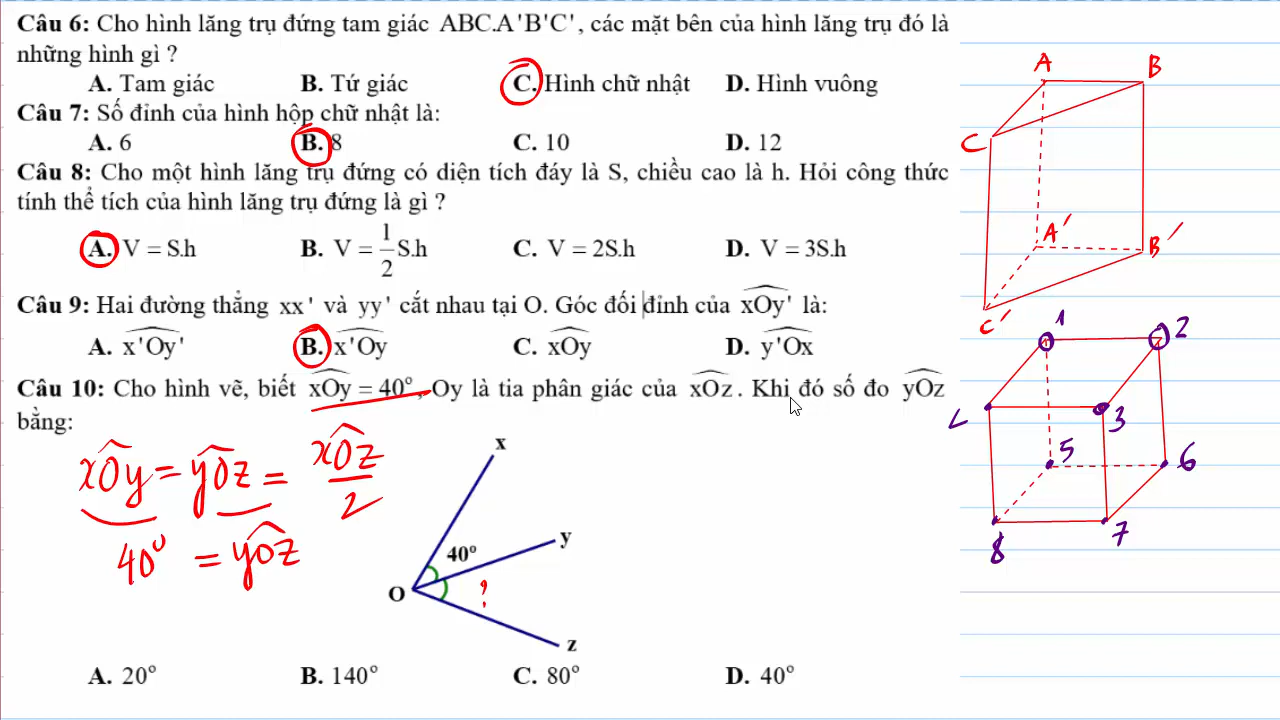 Câu 6: Cho hình lăng trụ đứng tam giác ABC.A'B'C', các mặt bên của hình lăng trụ đó là
những hình gì ?
A. Tam giác B. Tứ giác C. Hình chữ nhật D. Hình vuông
Câu 7: Số đỉnh của hình hộp chữ nhật là:
A. 6 B. 8 C. 10 D. 12
Câu 8: Cho một hình lăng trụ đứng có diện tích đáy là S, chiều cao là h. Hỏi công thức
tính thể tích của hình lăng trụ đứng là gì ?
A. V = S.h B. V = 1/2 S.h C. V = 2S.h D. V = 3S.h
Câu 9: Hai đường thẳng xx' và yy' cắt nhau tại O. Góc đối đỉnh của xOy' là:
A. x'Oy' B. x'Oy C. xOy D. y'Ox
Câu 10: Cho hình vẽ, biết xOy = 40°, Oy là tia phân giác của xOz. Khi đó số đo yOz
bằng:
xOy = yOz = xOz/2
40° = yOz
x
y
40°
O
?
z
A. 20° B. 140° C. 80° D. 40°
A B
C
A'
B'
C'
1 2
4 3
5 6
8 7